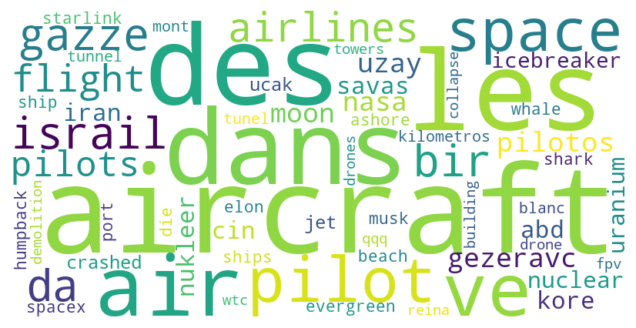 starlink mont airlines space
gazze des towers les icebreaker
tunnel uzay collapse
flight ucak savas
ship iran moon nasa ashore whale
israil dans kilometros pilotos
pilots tunel drones bir shark
aircraft
humpback demolition port die elon jet musk building blanc uranium
nukleer cin qqq abd drone
da crashed air ships pilot beach ve gezeravc fpv
nuclear
spacex wtc evergreen reina kore